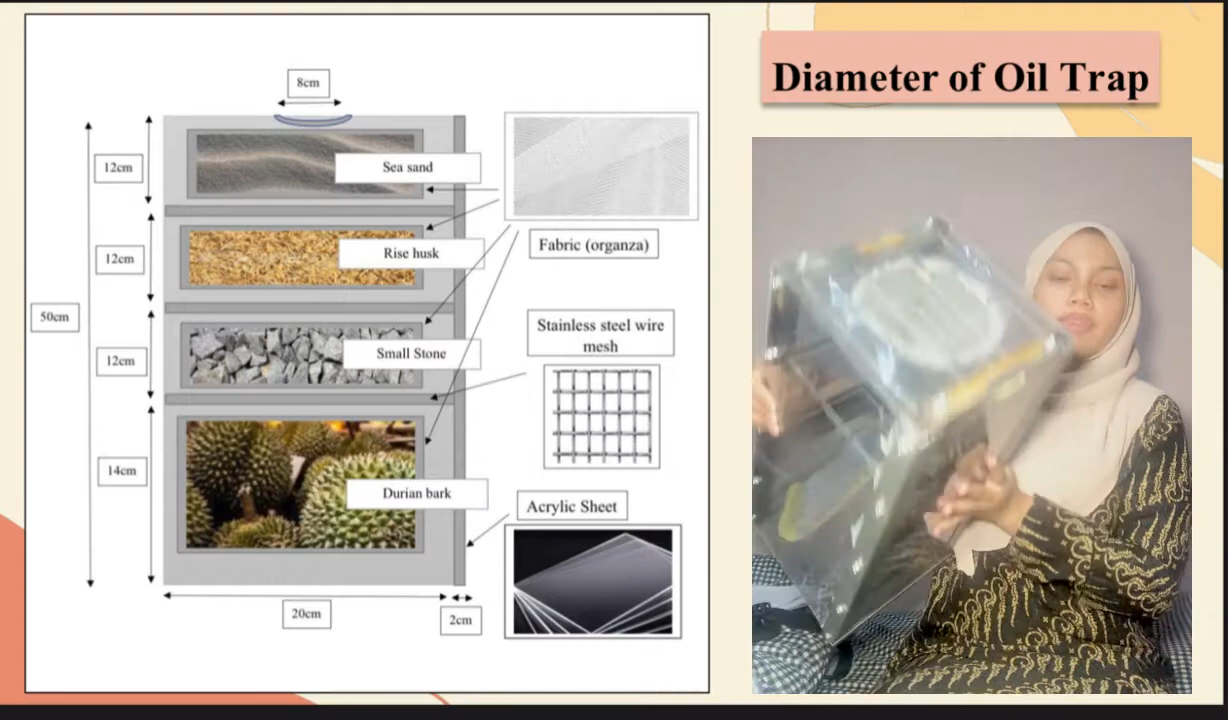 Diameter of Oil Trap
8cm
12cm
Sea sand
12cm
Rise husk
Fabric (organza)
50cm
12cm
Small Stone
Stainless steel wire
mesh
14cm
Durian bark
Acrylic Sheet
20cm
2cm